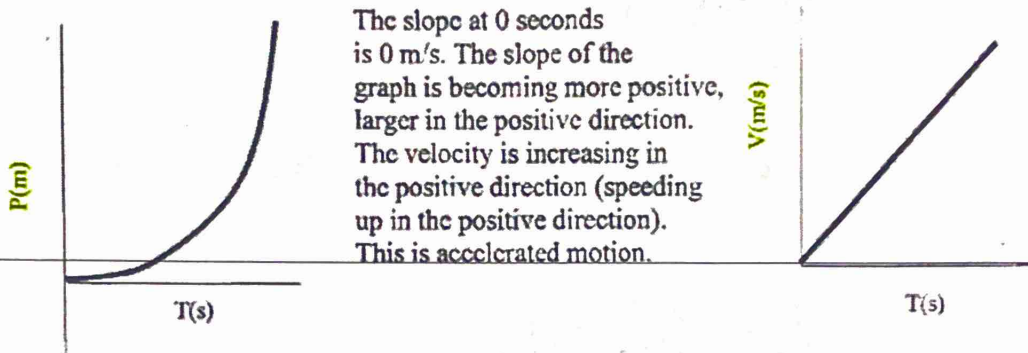 The slope at 0 seconds
is 0 m/s. The slope of the
graph is becoming more positive,
larger in the positive direction.
The velocity is increasing in
the positive direction (speeding
up in the positive direction).
This is accelerated motion.
P(m)
T(s)
V(m/s)
T(s)